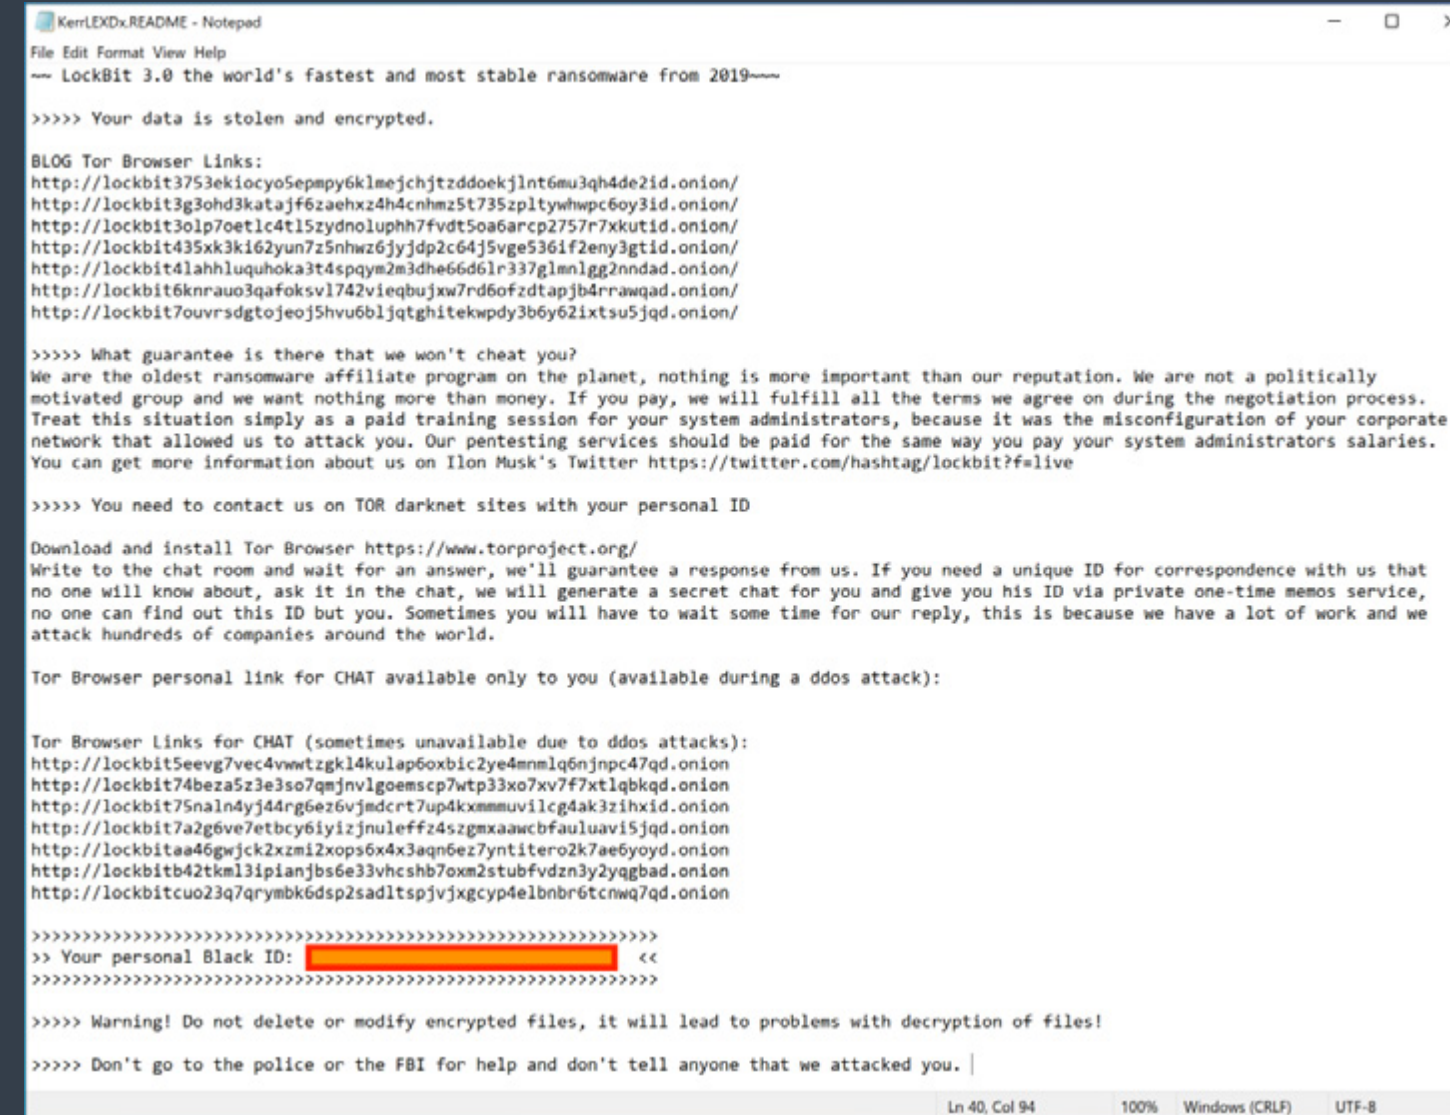 KerrLEXDx.README - Notepad
File Edit Format View Help
~~ LockBit 3.0 the world's fastest and most stable ransomware from 2019~~~
>>>>> Your data is stolen and encrypted.
BLOG Tor Browser Links:
http://lockbit3753ekiocyo5epmpy6klmejchjtzddoekjlnt6mu3qh4de2id.onion/
http://lockbit3g3ohd3katajf6zaehxz4h4cnhmz5t735zpltywhwpc6oy3id.onion/
http://lockbit3olp7oetlc4tl5zydnoluphh7fvdt5oa6arcp2757r7xkutid.onion/
http://lockbit435xk3ki62yun7z5nhwz6jyjdp2c64j5vge536if2eny3gtid.onion/
http://lockbit4lahhluquhoka3t4spqym2m3dhe66d6lr337glmnlgg2nndad.onion/
http://lockbit6knrauo3qafoksvl742vieqbujxw7rd6ofzdtapjb4rrawqad.onion/
http://lockbit7ouvrsdgtojeoj5hvu6bljqtghitekwpdy3b6y62ixtsu5jqd.onion/
>>>>> What guarantee is there that we won't cheat you?
We are the oldest ransomware affiliate program on the planet, nothing is more important than our reputation. We are not a politically
motivated group and we want nothing more than money. If you pay, we will fulfill all the terms we agree on during the negotiation process.
Treat this situation simply as a paid training session for your system administrators, because it was the misconfiguration of your corporate
network that allowed us to attack you. Our pentesting services should be paid for the same way you pay your system administrators salaries.
You can get more information about us on Ilon Musk's Twitter https://twitter.com/hashtag/lockbit?f=live
>>>>> You need to contact us on TOR darknet sites with your personal ID
Download and install Tor Browser https://www.torproject.org/
Write to the chat room and wait for an answer, we'll guarantee a response from us. If you need a unique ID for correspondence with us that
no one will know about, ask it in the chat, we will generate a secret chat for you and give you his ID via private one-time memos service,
no one can find out this ID but you. Sometimes you will have to wait some time for our reply, this is because we have a lot of work and we
attack hundreds of companies around the world.
Tor Browser personal link for CHAT available only to you (available during a ddos attack):
Tor Browser Links for CHAT (sometimes unavailable due to ddos attacks):
http://lockbit5eevg7vec4vwwtzgkl4kulap6oxbic2ye4mnmlq6njnpc47qd.onion
http://lockbit74beza5z3e3so7qmjnvlgoemscp7wtp33xo7xv7f7xtlqbkqd.onion
http://lockbit75naln4yj44rg6ez6vjmdcrt7up4kxmmmuvilcg4ak3zihxid.onion
http://lockbit7a2g6ve7etbcy6iyizjnuleffz4szgmxaawcbfauluavi5jqd.onion
http://lockbitaa46gwjck2xzmi2xops6x4x3aqn6ez7yntitero2k7ae6yoyd.onion
http://lockbitb42tkml3ipianjbs6e33vhcshb7oxm2stubfvdzn3y2yqgbad.onion
http://lockbitcuo23q7qrymbk6dsp2sadltspjvjxgcyp4elbnbr6tcnwq7qd.onion
>>>>>>>>>>>>>>>>>>>>>>>>>>>>>>>>>>>>>>>>>>>>>>>>>>>>>>>>>>>>>>
>> Your personal Black ID: <<
>>>>>>>>>>>>>>>>>>>>>>>>>>>>>>>>>>>>>>>>>>>>>>>>>>>>>>>>>>>>>>
>>>>> Warning! Do not delete or modify encrypted files, it will lead to problems with decryption of files!
>>>>> Don't go to the police or the FBI for help and don't tell anyone that we attacked you.
Ln 40, Col 94 100% Windows (CRLF) UTF-8